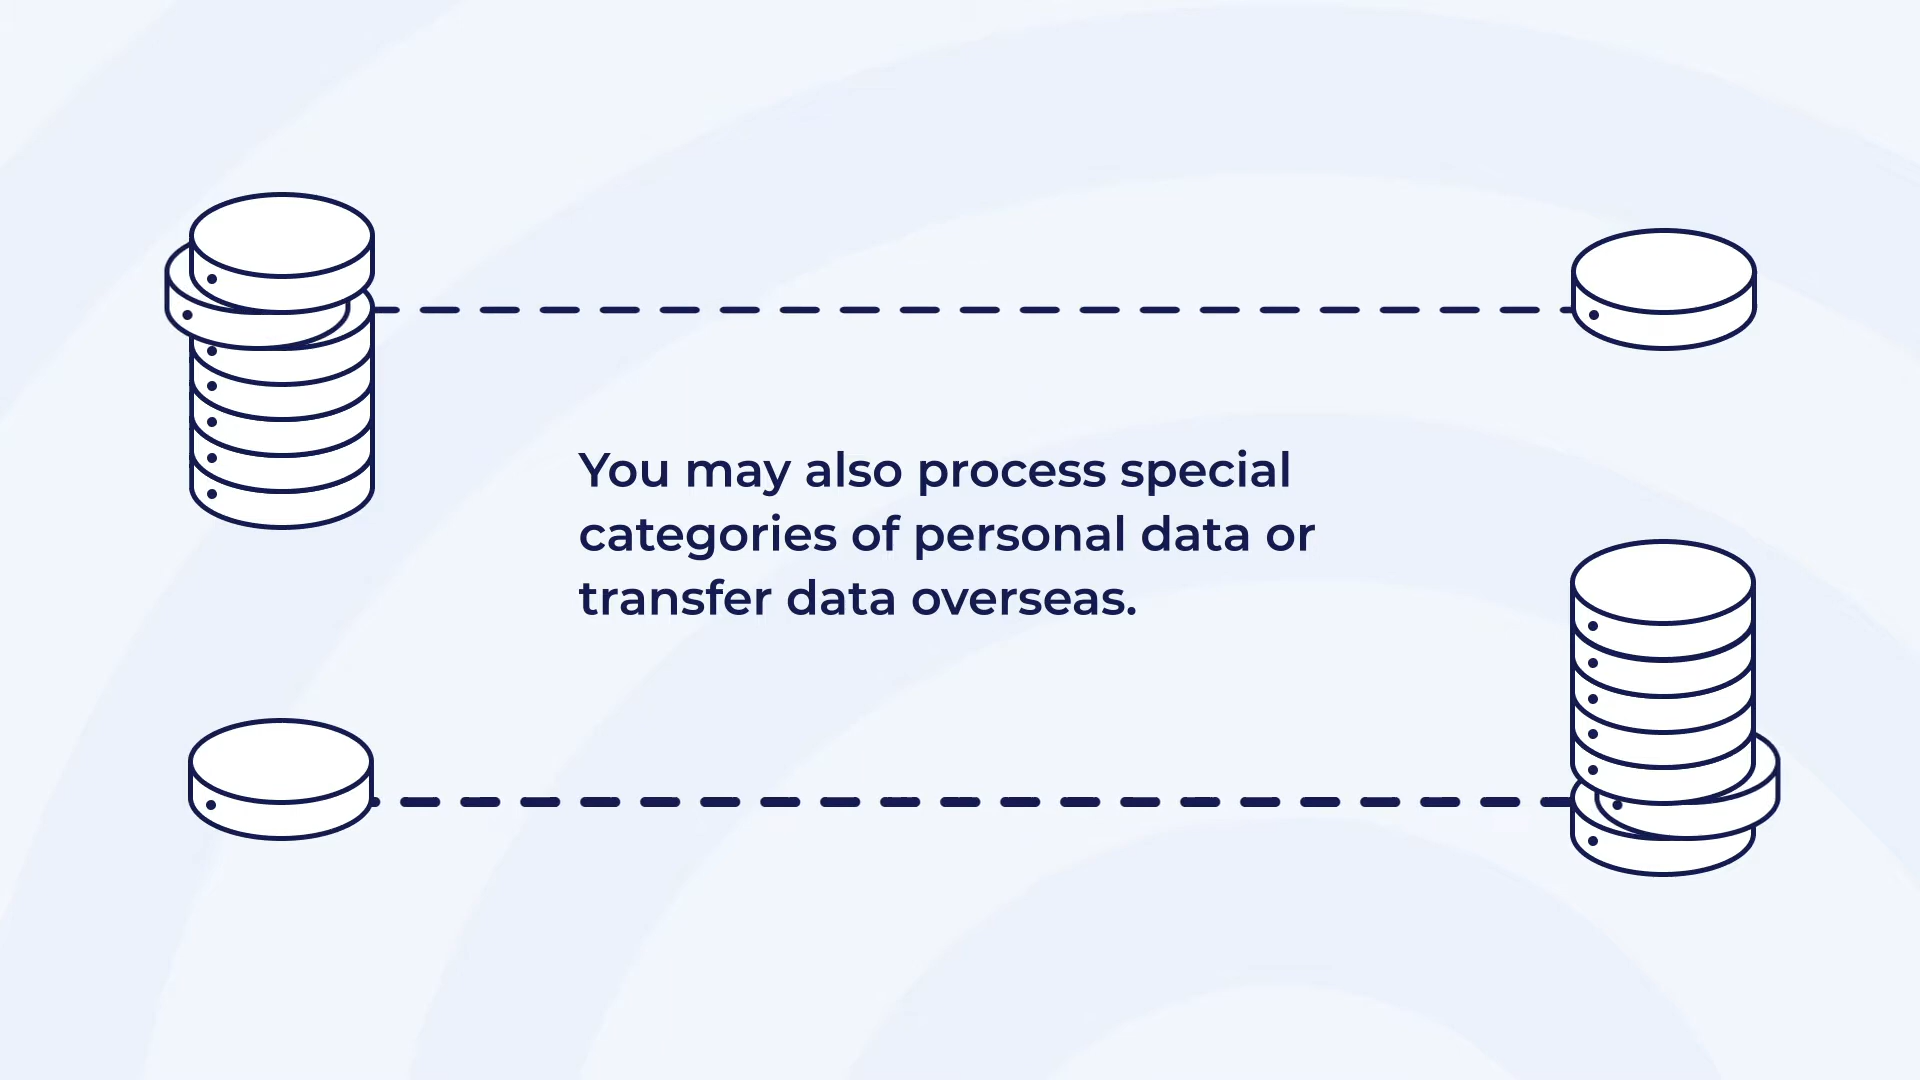 You may also process special
categories of personal data or
transfer data overseas.